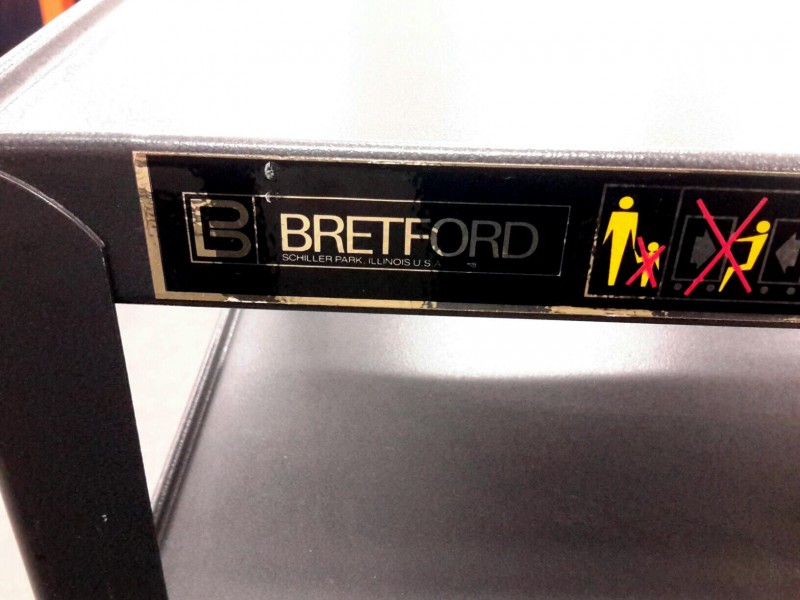 B
BRETFORD
SCHILLER PARK, ILLINOIS U.S.A.